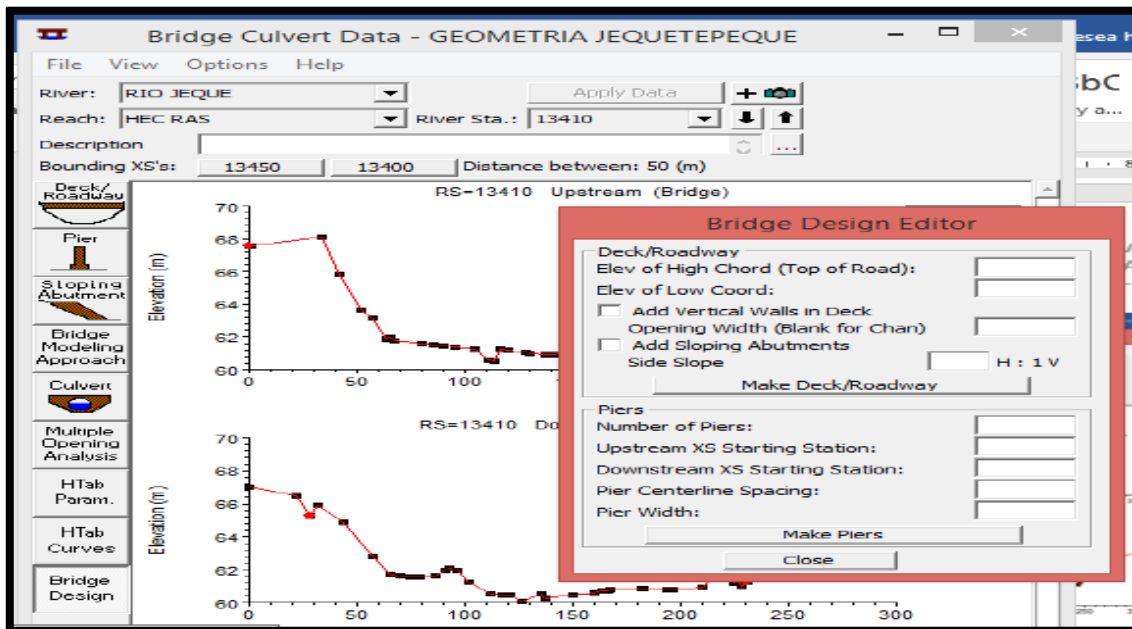 Bridge Culvert Data - GEOMETRIA JEQUETEPEQUE
esea h
File View Options Help
River: RIO JEQUE Apply Data +
Reach: HEC RAS River Sta.: 13410
Description ...
Bounding XS's: 13450 13400 Distance between: 50 (m)
bC
y a...
Deck/
Roadway
Pier
Sloping
Abutment
Bridge
Modeling
Approach
Culvert
Multiple
Opening
Analysis
HTab
Param.
HTab
Curves
Bridge
Design
RS=13410 Upstream (Bridge)
Elevation (m)
70
68
66
64
62
60
0 50 100 150 200
RS=13410 Do
Elevation (m)
70
68
66
64
62
60
0 50 100 150 200 250 300
Bridge Design Editor
Deck/Roadway
Elev of High Chord (Top of Road):
Elev of Low Coord:
Add Vertical Walls in Deck
Opening Width (Blank for Chan)
Add Sloping Abutments
Side Slope H : 1 V
Make Deck/Roadway
Piers
Number of Piers:
Upstream XS Starting Station:
Downstream XS Starting Station:
Pier Centerline Spacing:
Pier Width:
Make Piers
Close